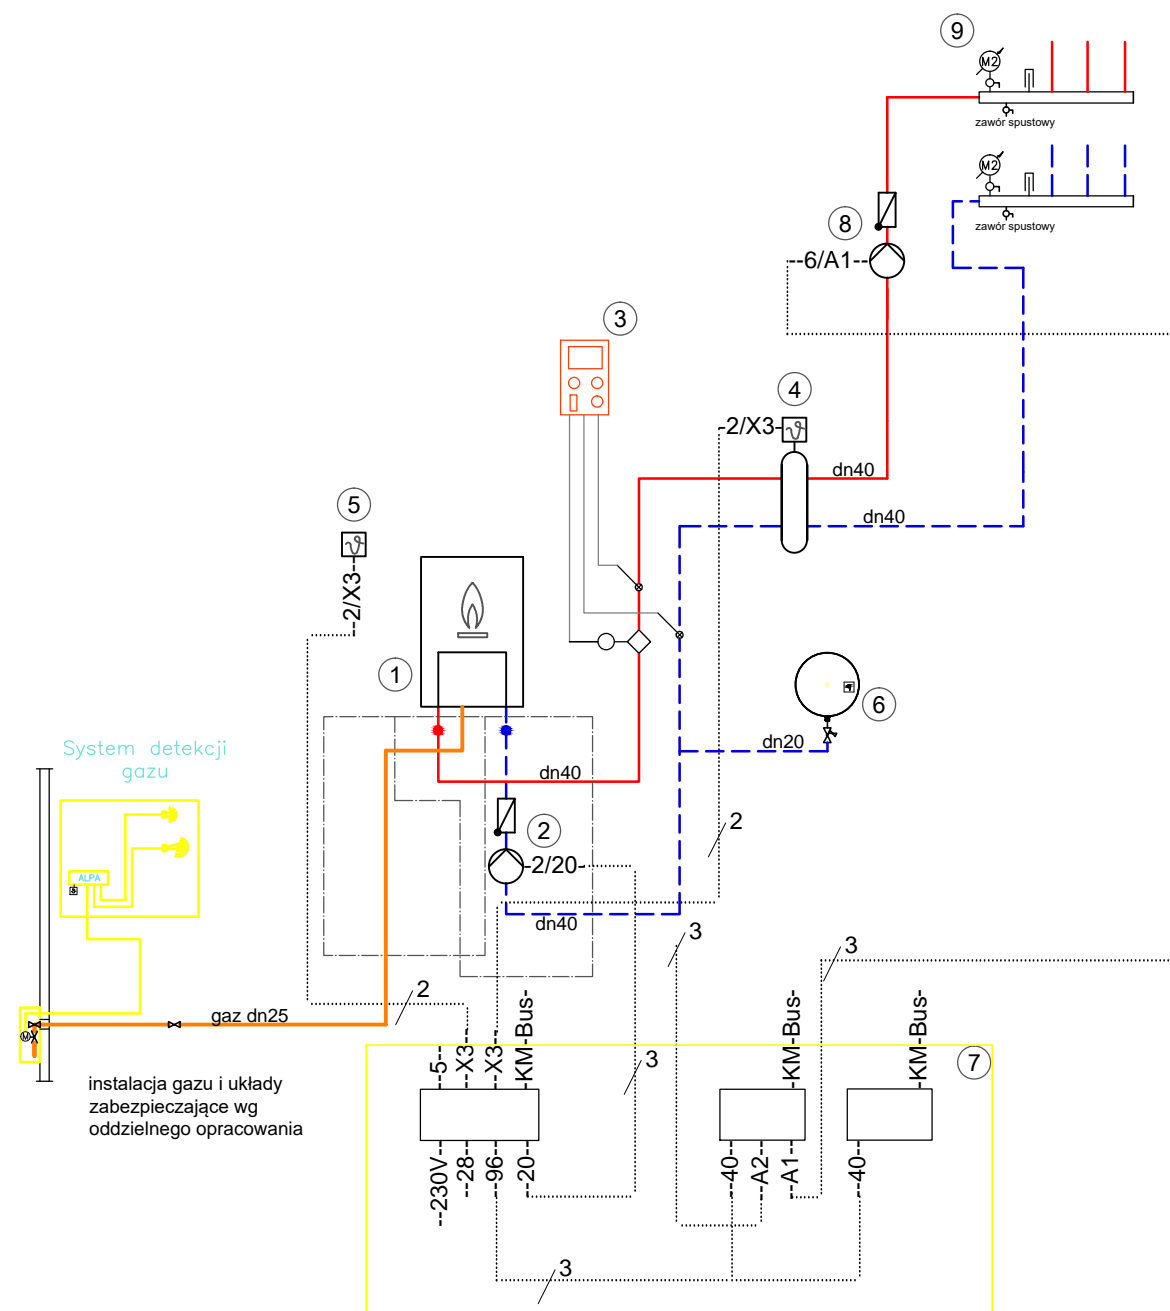 9
M2
zawór spustowy
M2
zawór spustowy
8
6/A1
3
4
2/X3
dn40
dn40
5
2/X3
1
6
dn20
System detekcji
gazu
dn40
2
2/20
2
ALPA
dn40
3
3
2
gaz dn25
M
instalacja gazu i układy
zabezpieczające wg
oddzielnego opracowania
5
X3
X3
KM-Bus
3
KM-Bus
KM-Bus
7
230V
28
96
20
40
A2
A1
40
3